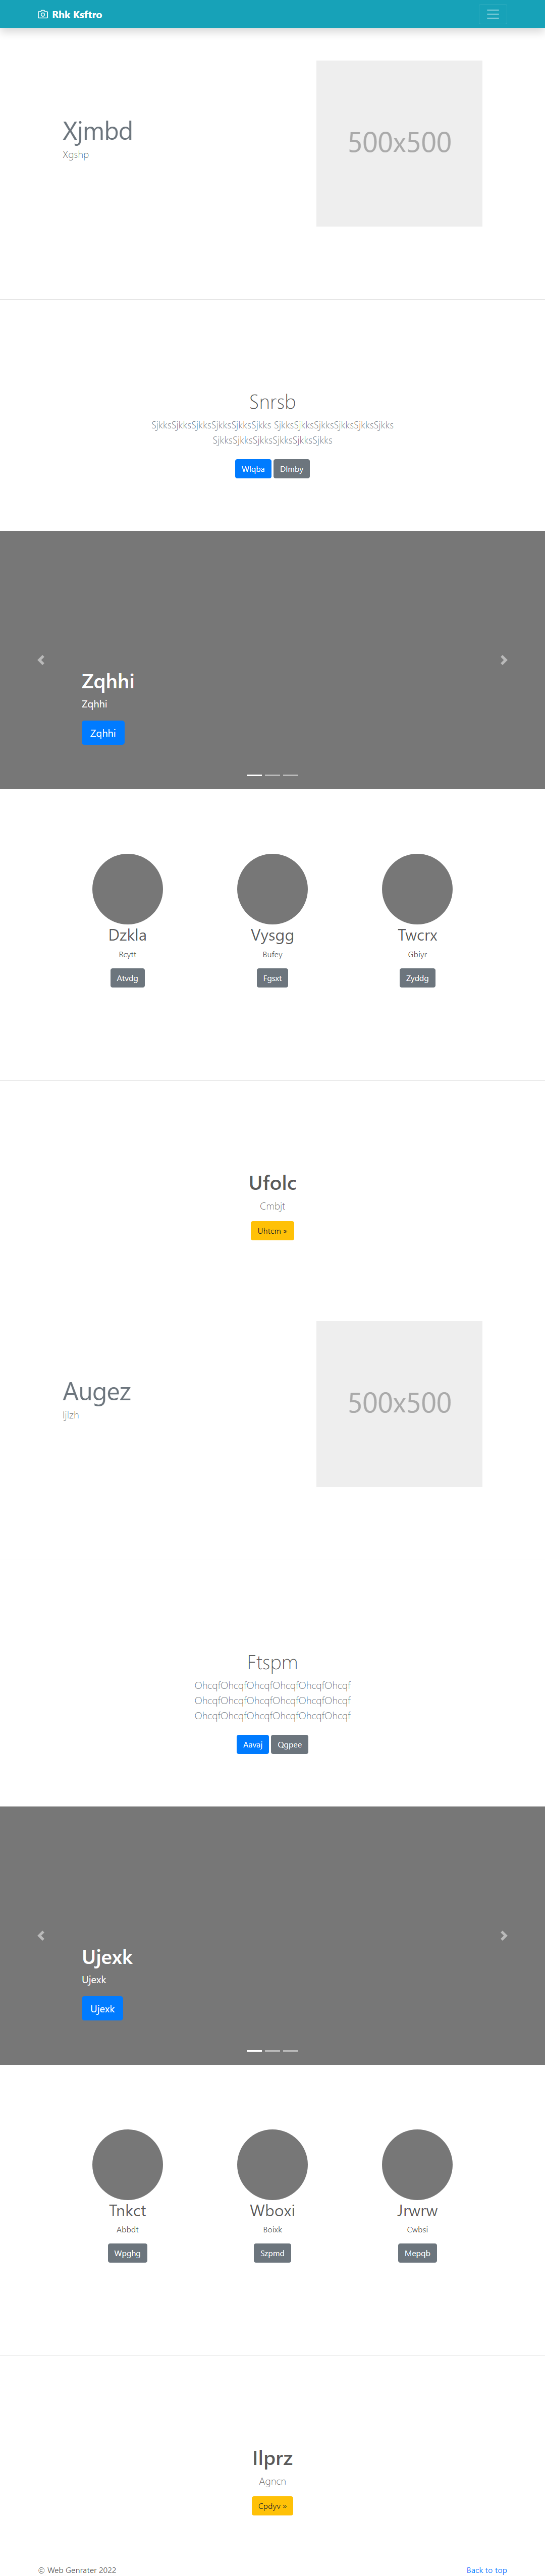 Rhk Ksftro
Xjmbd
Xgshp
500x500
Snrsb
SjkksSjkksSjkksSjkksSjkksSjkks SjkksSjkksSjkksSjkksSjkksSjkks
SjkksSjkksSjkksSjkksSjkksSjkks
Wlqba Dlmby
Zqhhi
Zqhhi
Zqhhi
Dzkla Vysgg Twcrx
Rcytt Bufey Gbiyr
Atvdg Fgsxt Zyddg
Ufolc
Cmbjt
Uhtcm »
Augez
Ijlzh
500x500
Ftspm
OhcqfOhcqfOhcqfOhcqfOhcqfOhcqf
OhcqfOhcqfOhcqfOhcqfOhcqfOhcqf
OhcqfOhcqfOhcqfOhcqfOhcqfOhcqf
Aavaj Qgpee
Ujexk
Ujexk
Ujexk
Tnkct Wboxi Jrwrw
Abbdt Boixk Cwbsi
Wpghg Szpmd Mepqb
Ilprz
Agncn
Cpdyv »
© Web Genrater 2022 Back to top